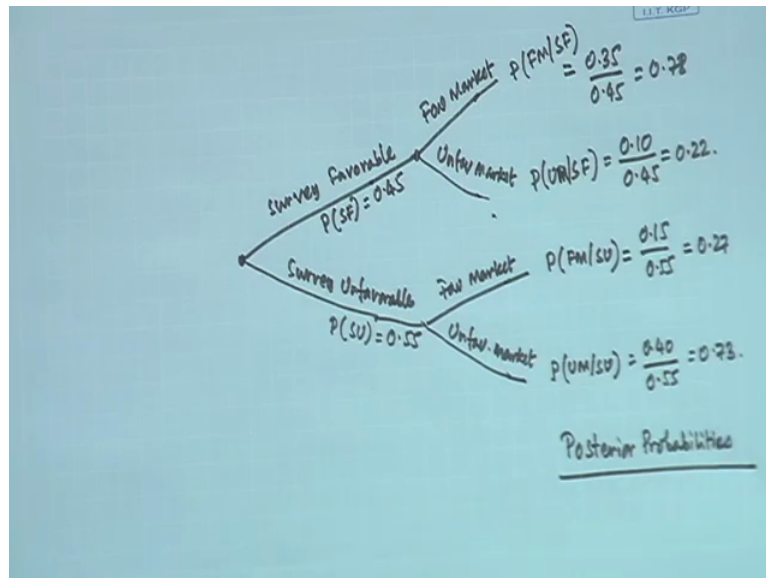 I.I.T. KGP
Fav Market
P(FM/SF)
= 0.35 / 0.45 = 0.78
Survey Favorable
P(SF) = 0.45
Unfav Market
P(UM/SF) = 0.10 / 0.45 = 0.22.
Survey Unfavorable
P(SU) = 0.55
Fav Market
P(FM/SU) = 0.15 / 0.55 = 0.27
Unfav. market
P(UM/SU) = 0.40 / 0.55 = 0.73.
Posterior Probabilities